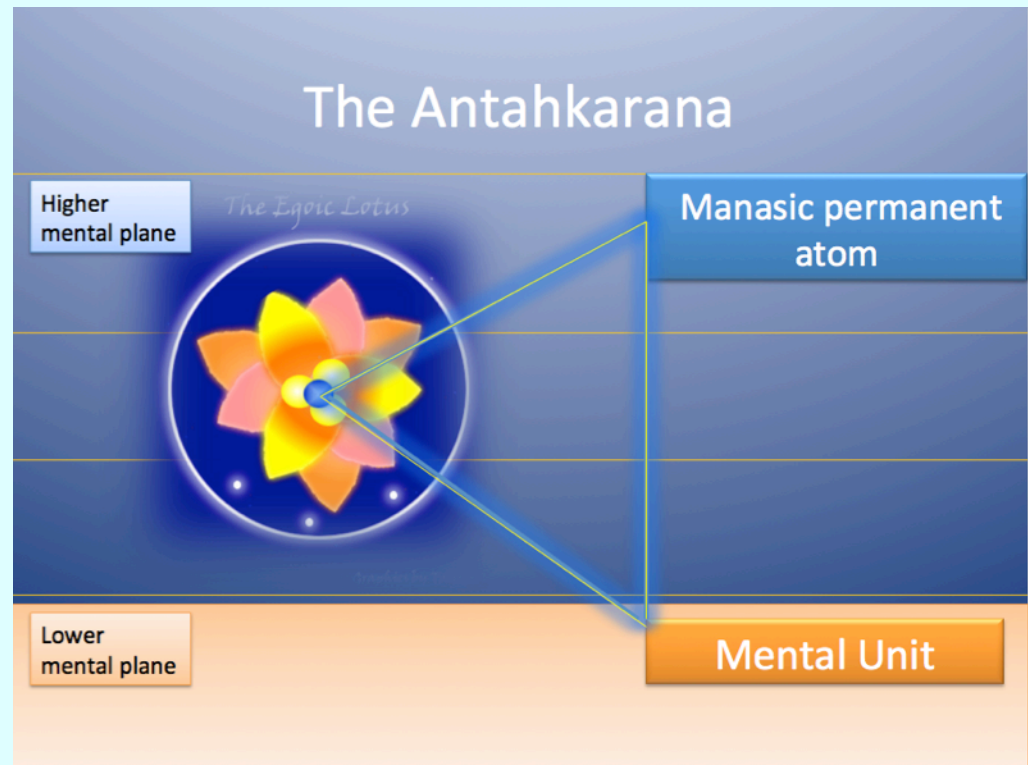 The Antahkarana
Higher
mental plane
The Egoic Lotus
Manasic permanent
atom
Lower
mental plane
Mental Unit